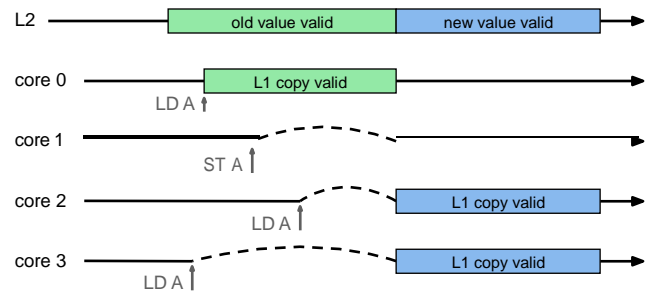 L2 old value valid new value valid
core 0 L1 copy valid
LD A
core 1
ST A
core 2 L1 copy valid
LD A
core 3 L1 copy valid
LD A